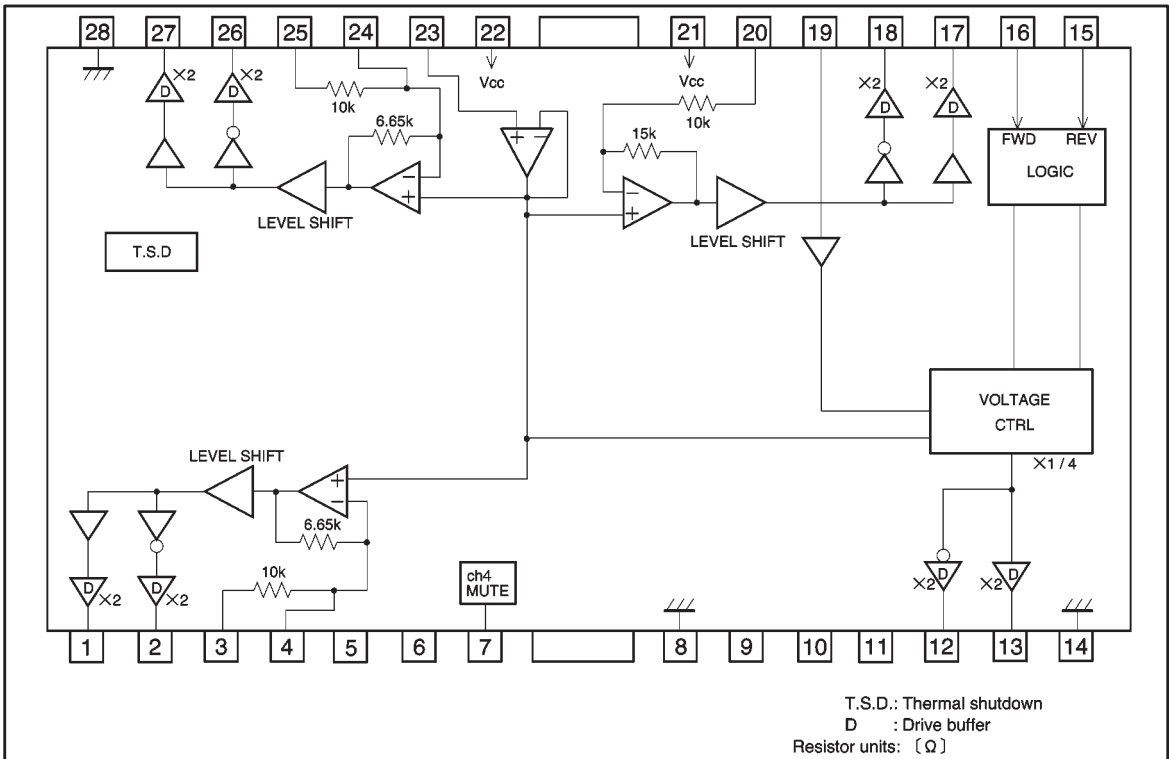 28 27 26 25 24 23 22 21 20 19 18 17 16 15
×2 ×2 Vcc Vcc ×2 ×2
D D D D
10k 10k
6.65k 15k
+ − FWD REV
LOGIC
− + − +
LEVEL SHIFT LEVEL SHIFT
T.S.D
VOLTAGE
CTRL
×1 / 4
LEVEL SHIFT
+ −
6.65k
10k
ch4
MUTE
D ×2 D ×2 ×2 D ×2 D
1 2 3 4 5 6 7 8 9 10 11 12 13 14
T.S.D.: Thermal shutdown
D : Drive buffer
Resistor units: 〔Ω〕